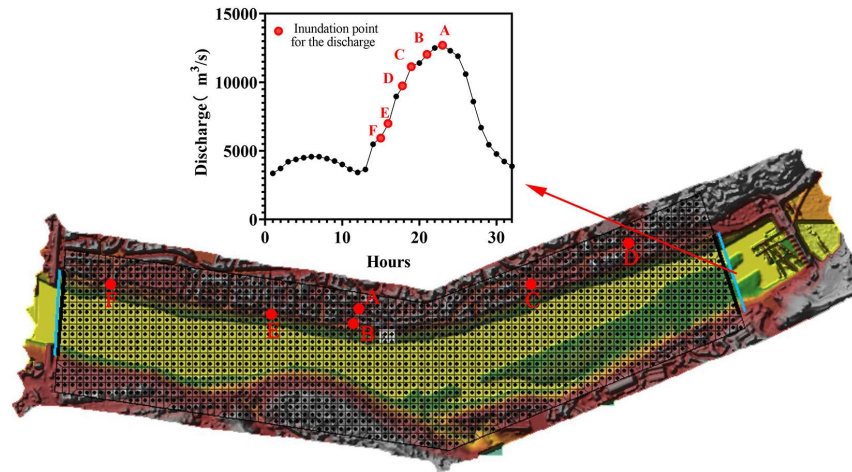 15000
Inundation point
for the discharge
A
B
C
10000
D
E
F
5000
0
0 10 20 30
Discharge( m³/s)
Hours
D
F
C
A
E
B